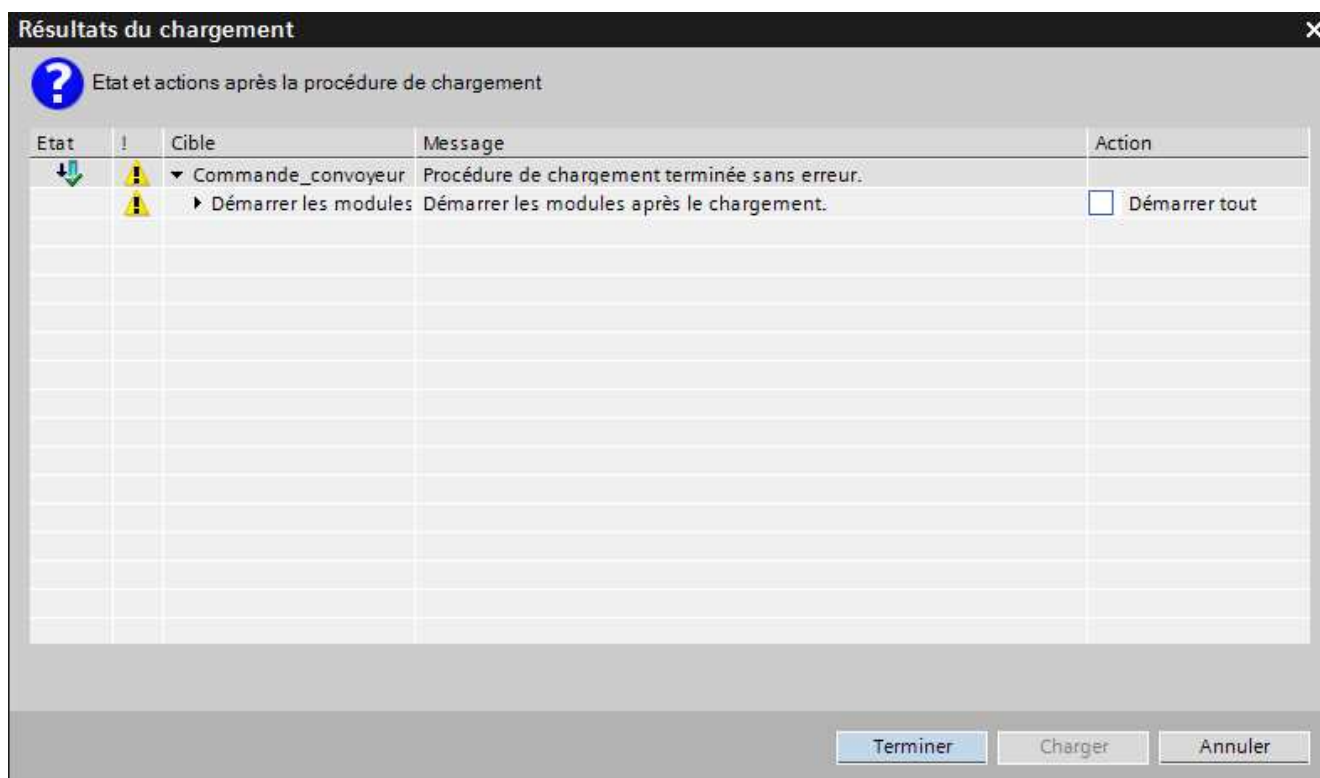 Résultats du chargement
Etat et actions après la procédure de chargement
Etat ! Cible Message Action
Commande_convoyeur Procédure de chargement terminée sans erreur.
Démarrer les modules Démarrer les modules après le chargement. Démarrer tout
Terminer Charger Annuler